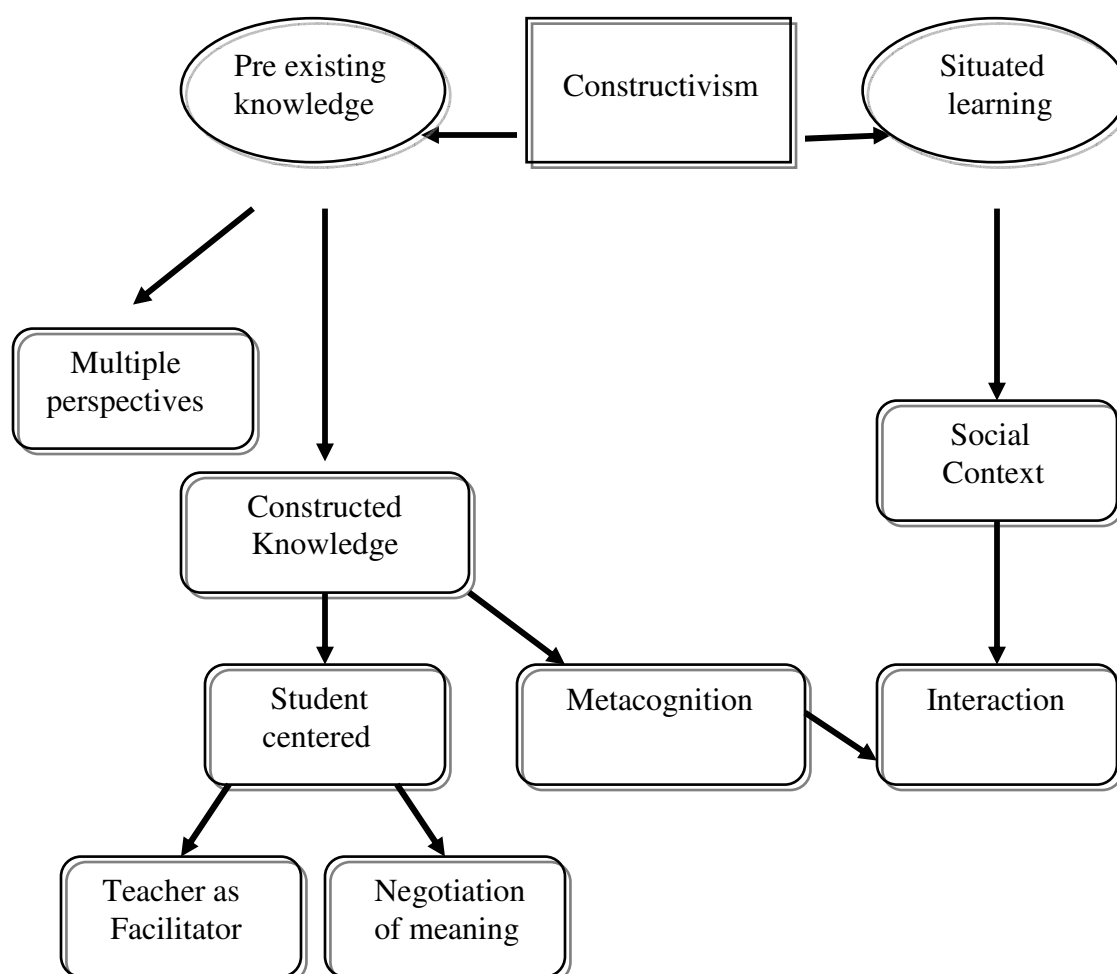 Pre existing
knowledge
Constructivism
Situated
learning
Multiple
perspectives
Social
Context
Constructed
Knowledge
Student
centered
Metacognition
Interaction
Teacher as
Facilitator
Negotiation
of meaning